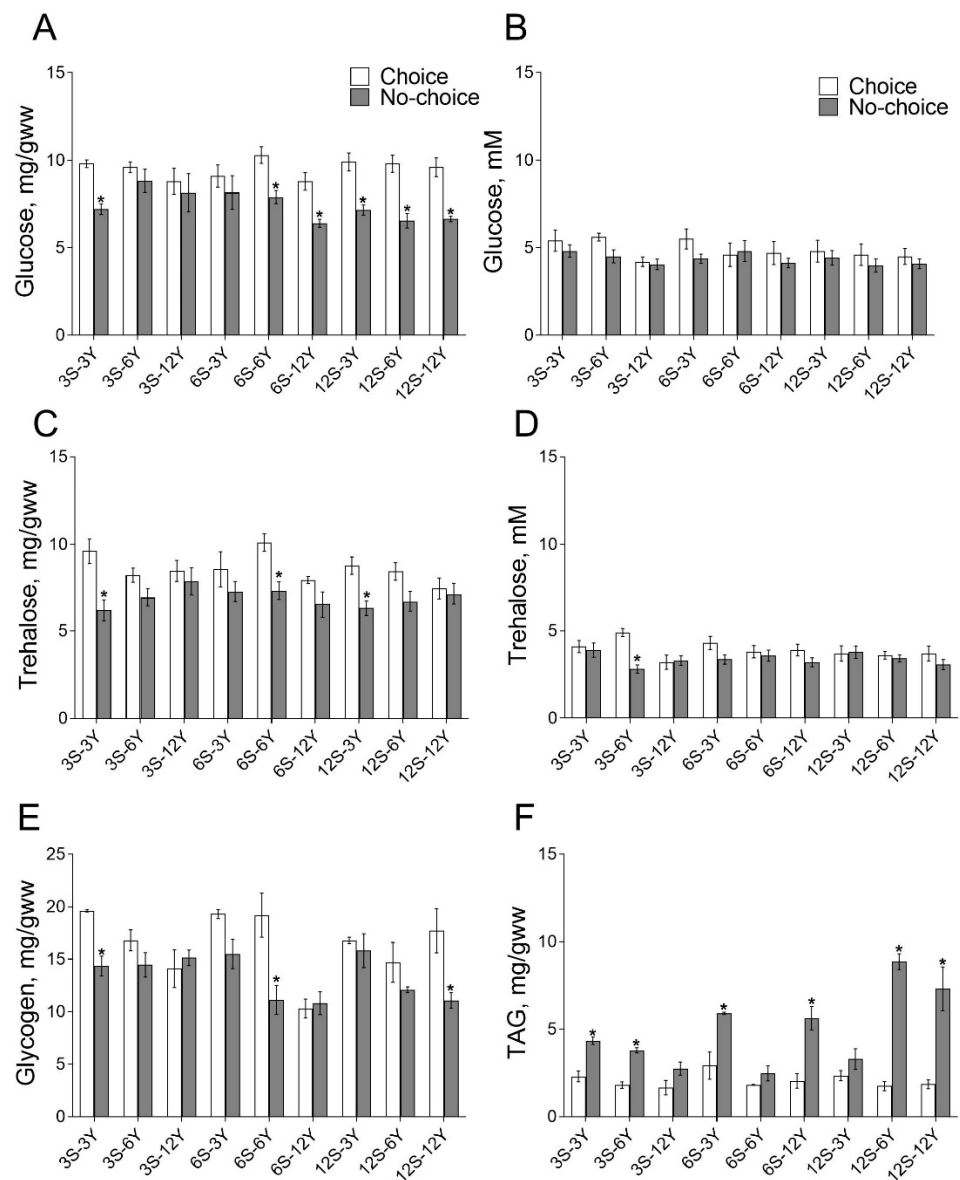 A
Glucose, mg/gww
15
10
5
0
Choice
No-choice
*
*
*
*
*
*
3S-3Y
3S-6Y
3S-12Y
6S-3Y
6S-6Y
6S-12Y
12S-3Y
12S-6Y
12S-12Y
B
Glucose, mM
15
10
5
0
Choice
No-choice
3S-3Y
3S-6Y
3S-12Y
6S-3Y
6S-6Y
6S-12Y
12S-3Y
12S-6Y
12S-12Y
C
Trehalose, mg/gww
15
10
5
0
*
*
*
3S-3Y
3S-6Y
3S-12Y
6S-3Y
6S-6Y
6S-12Y
12S-3Y
12S-6Y
12S-12Y
D
Trehalose, mM
15
10
5
0
*
3S-3Y
3S-6Y
3S-12Y
6S-3Y
6S-6Y
6S-12Y
12S-3Y
12S-6Y
12S-12Y
E
Glycogen, mg/gww
25
20
15
10
5
0
*
*
*
3S-3Y
3S-6Y
3S-12Y
6S-3Y
6S-6Y
6S-12Y
12S-3Y
12S-6Y
12S-12Y
F
TAG, mg/gww
15
10
5
0
*
*
*
*
*
*
3S-3Y
3S-6Y
3S-12Y
6S-3Y
6S-6Y
6S-12Y
12S-3Y
12S-6Y
12S-12Y